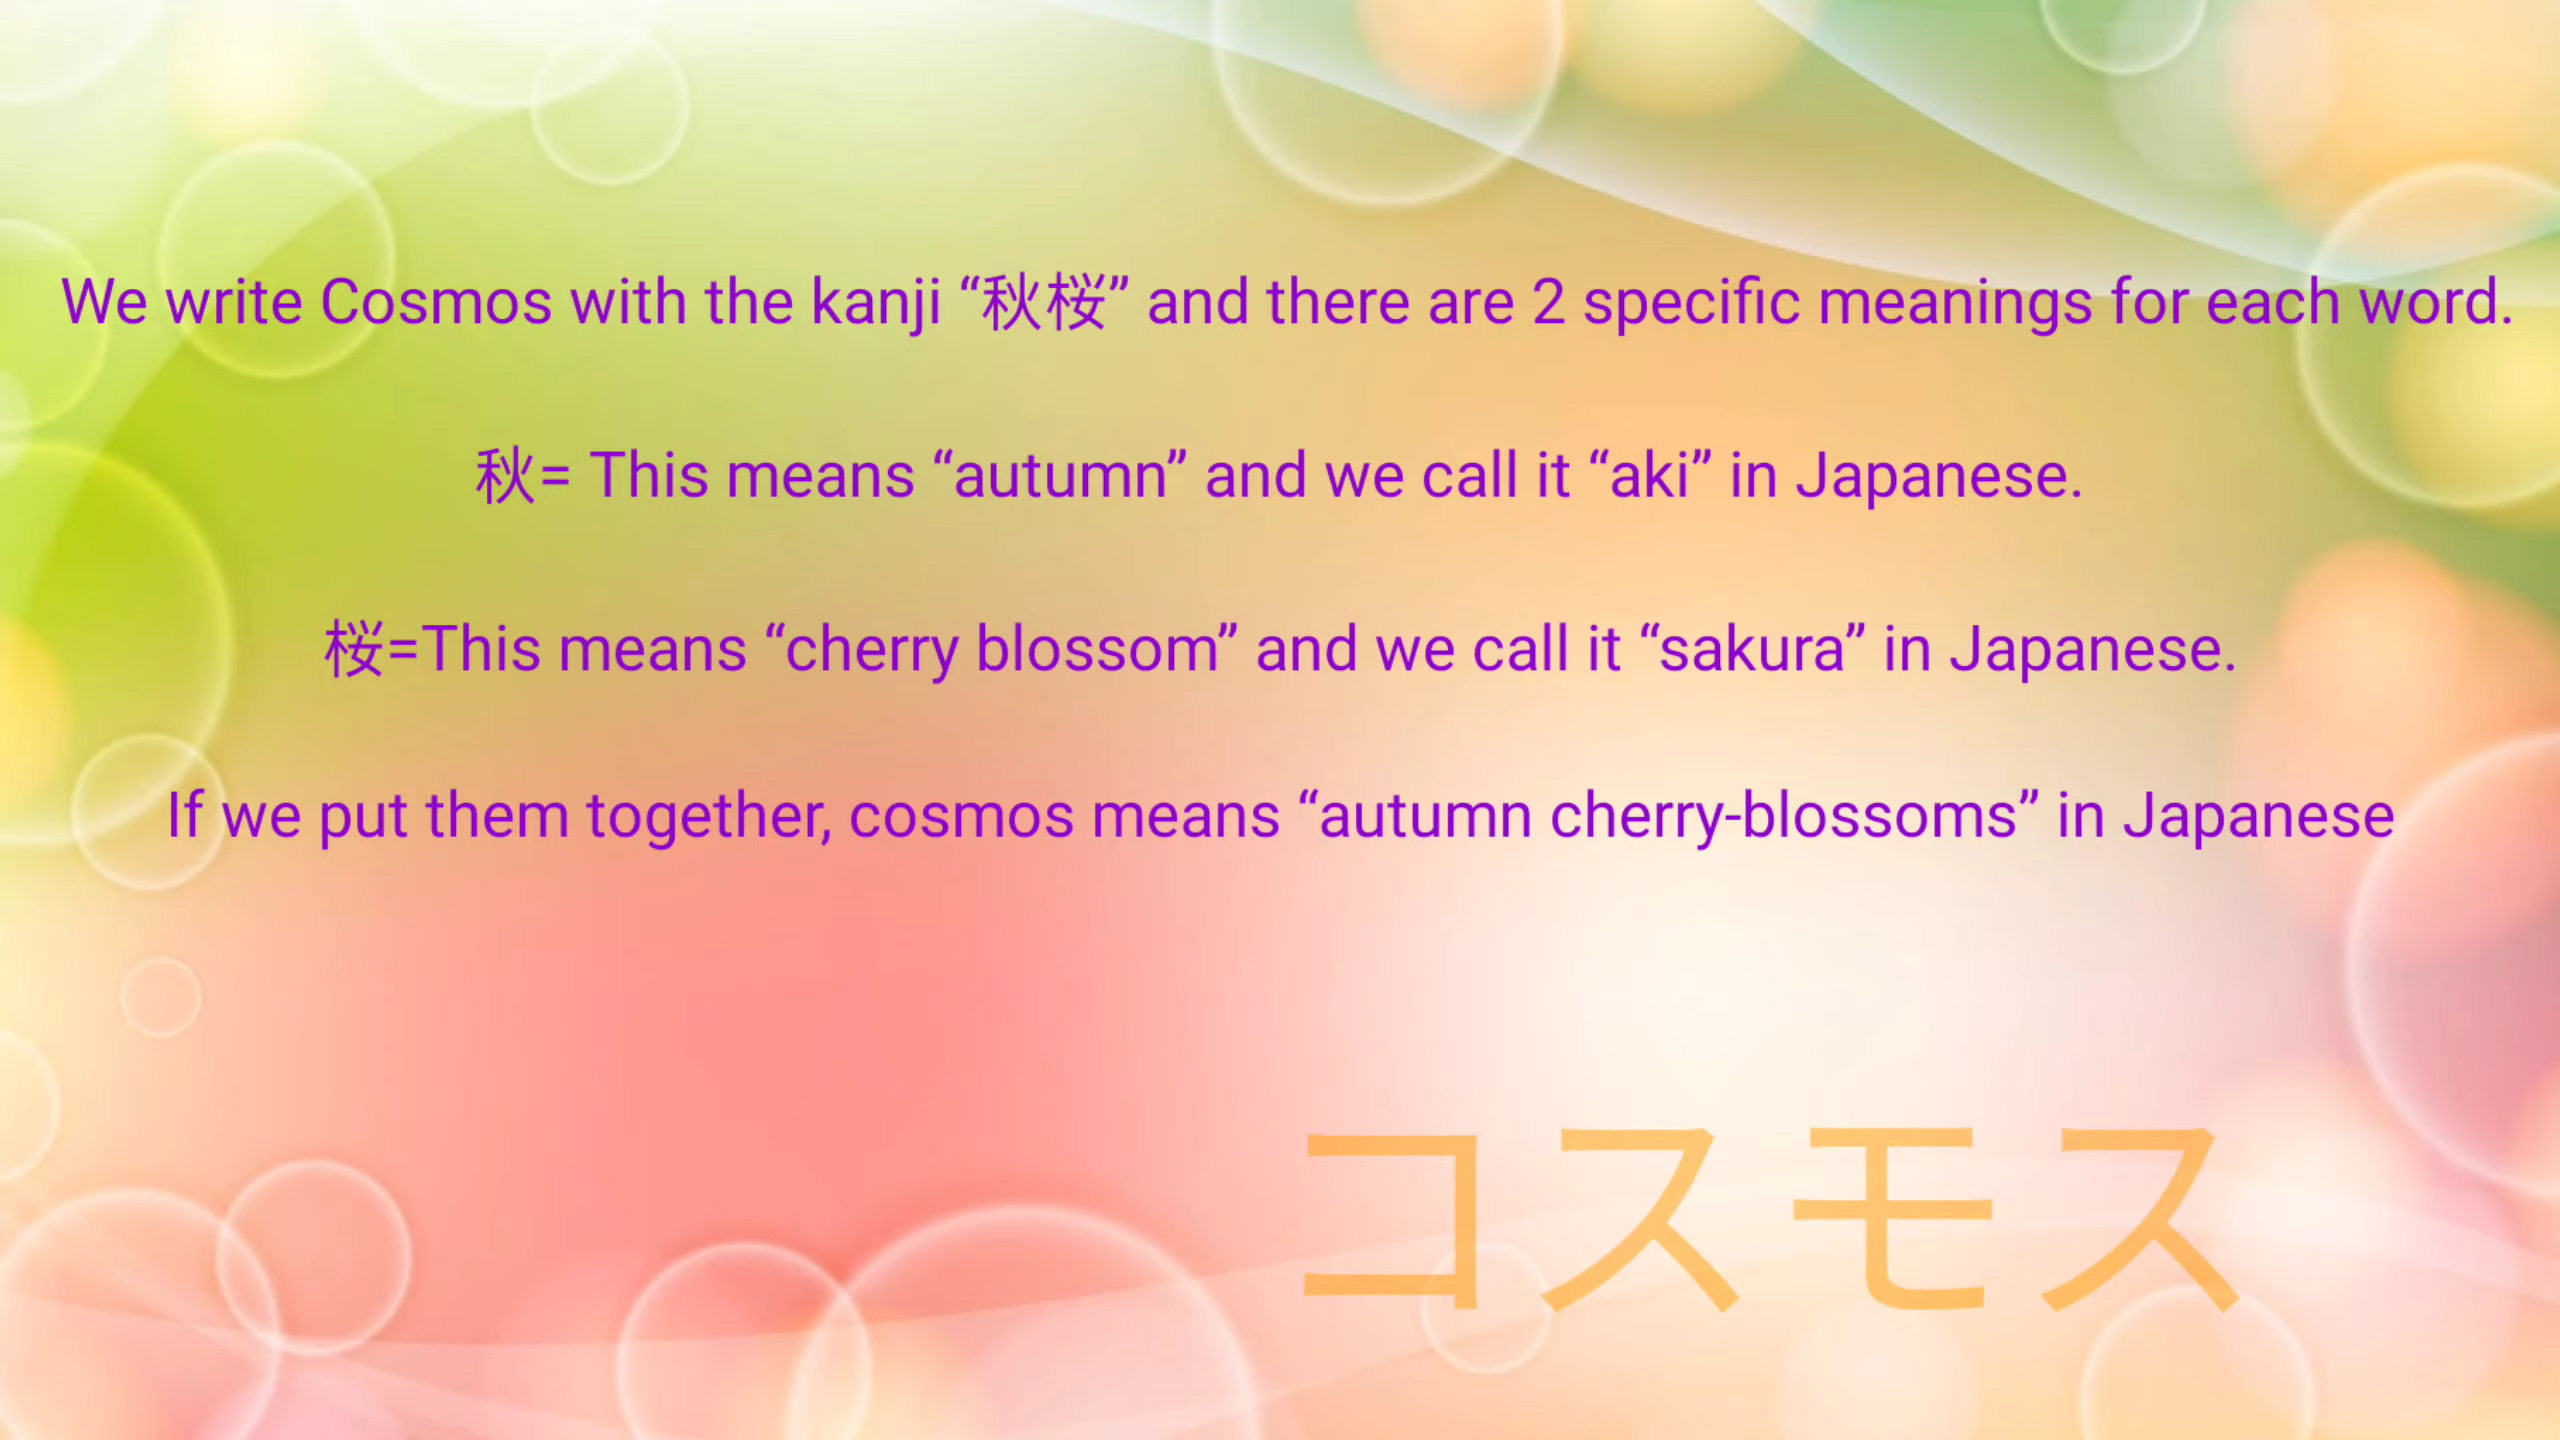 We write Cosmos with the kanji “秋桜” and there are 2 specific meanings for each word.
秋= This means “autumn” and we call it “aki” in Japanese.
桜=This means “cherry blossom” and we call it “sakura” in Japanese.
If we put them together, cosmos means “autumn cherry-blossoms” in Japanese
コスモス